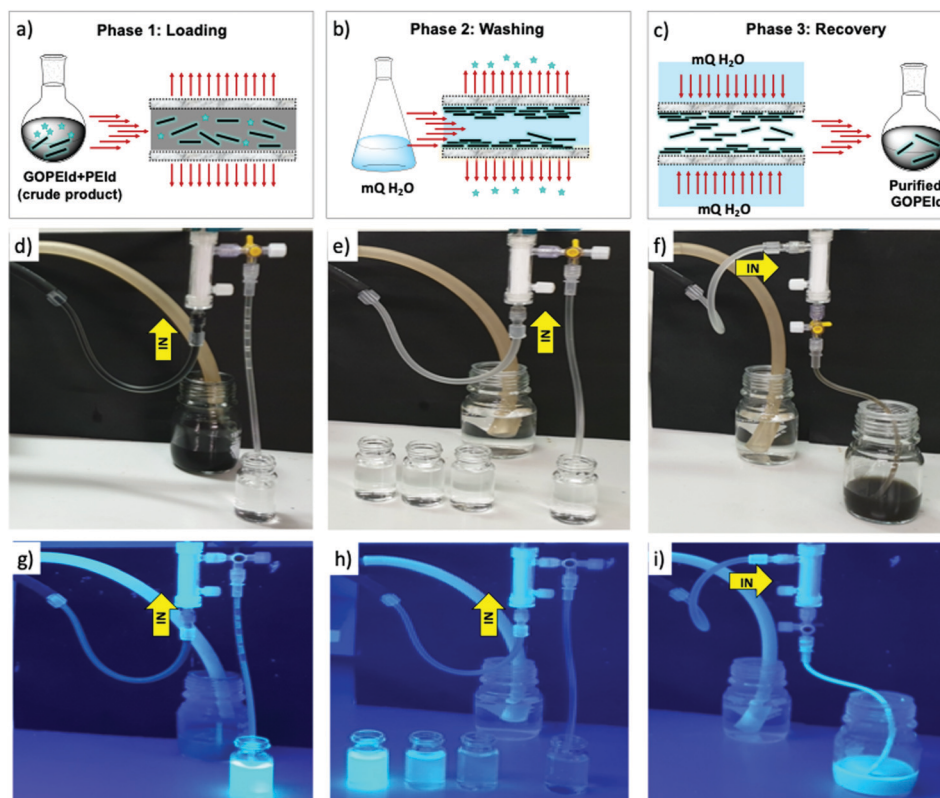 a) Phase 1: Loading
GOPEId+PEId
(crude product)
b) Phase 2: Washing
mQ H₂O
c) Phase 3: Recovery
mQ H₂O
mQ H₂O
Purified
GOPEId
d)
IN
e)
IN
f)
IN
g)
IN
h)
IN
i)
IN